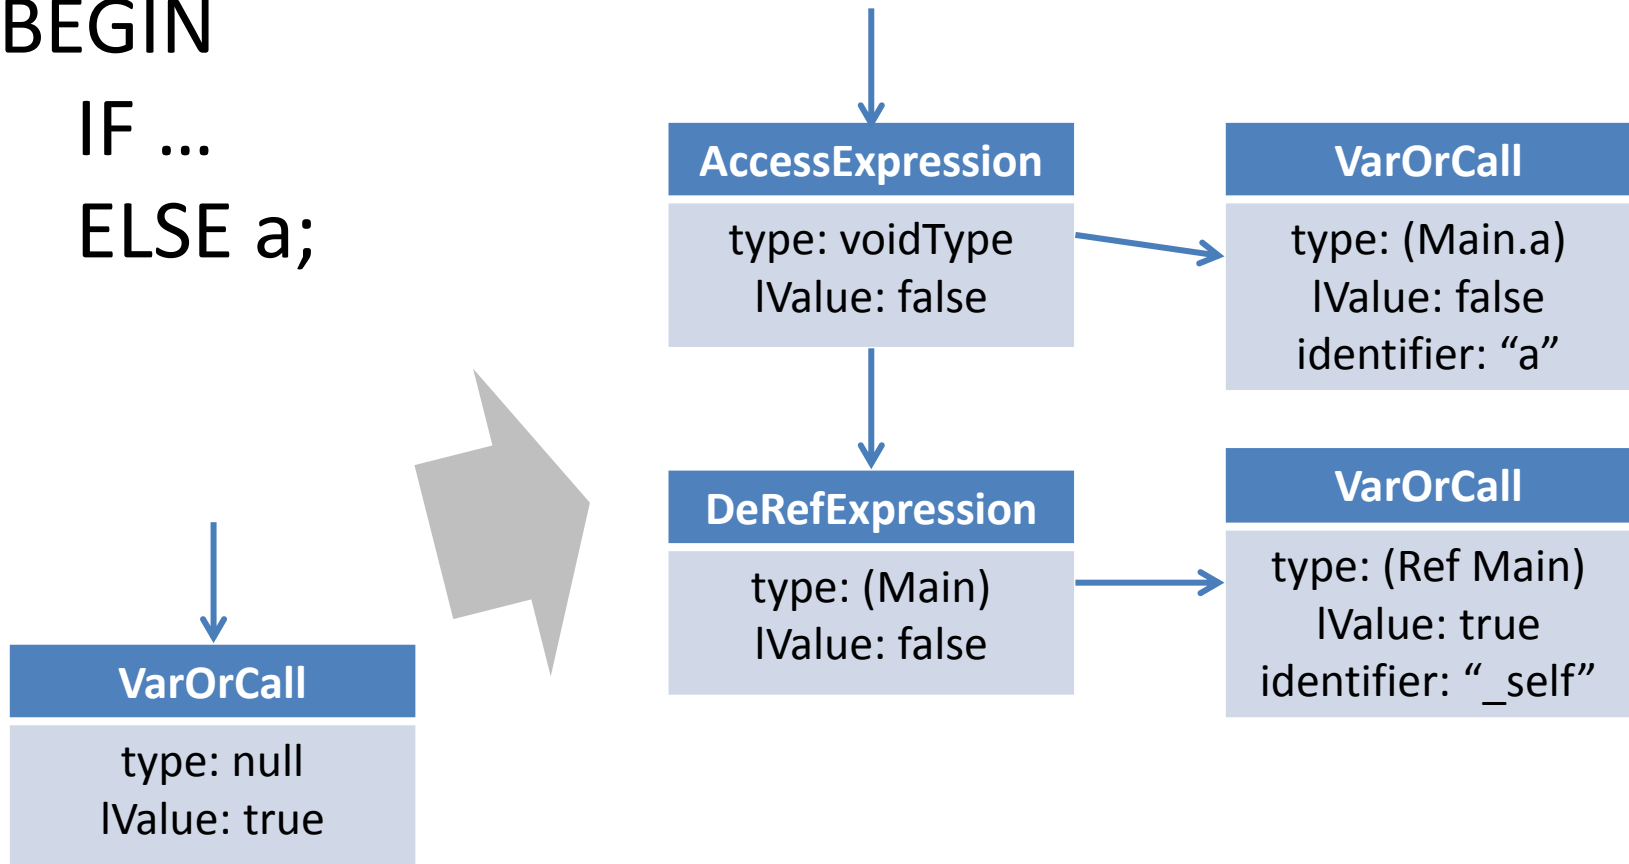 BEGIN
IF ...
ELSE a;
AccessExpression
type: voidType
lValue: false
VarOrCall
type: (Main.a)
lValue: false
identifier: “a”
DeRefExpression
type: (Main)
lValue: false
VarOrCall
type: (Ref Main)
lValue: true
identifier: “_self”
VarOrCall
type: null
lValue: true